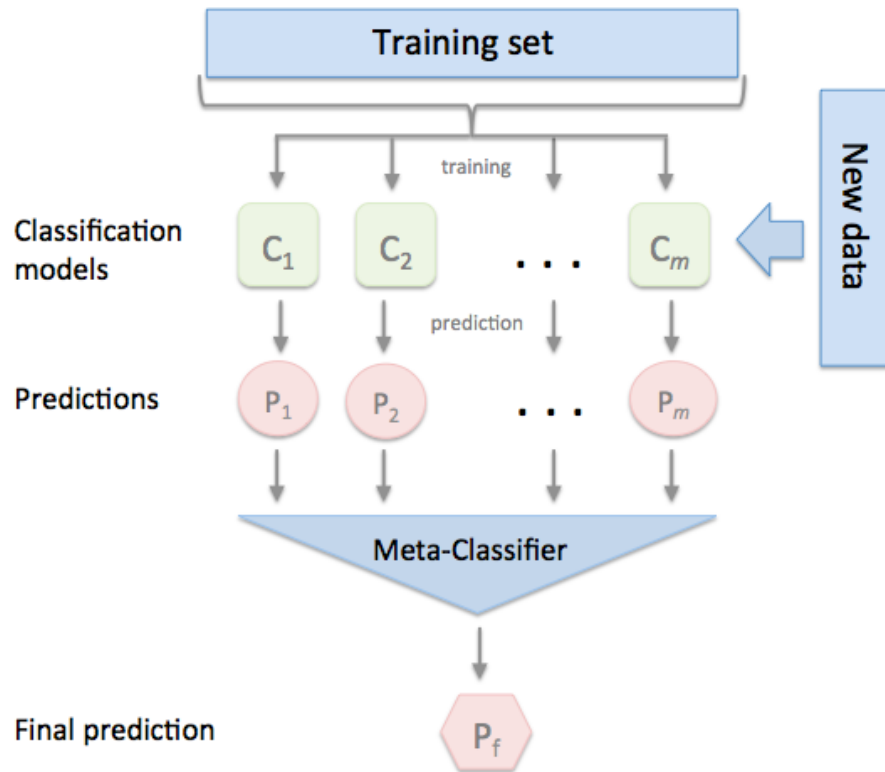 Training set
training
New data
Classification
models
C1
C2
. . .
Cm
prediction
Predictions
P1
P2
. . .
Pm
Meta-Classifier
Final prediction
Pf